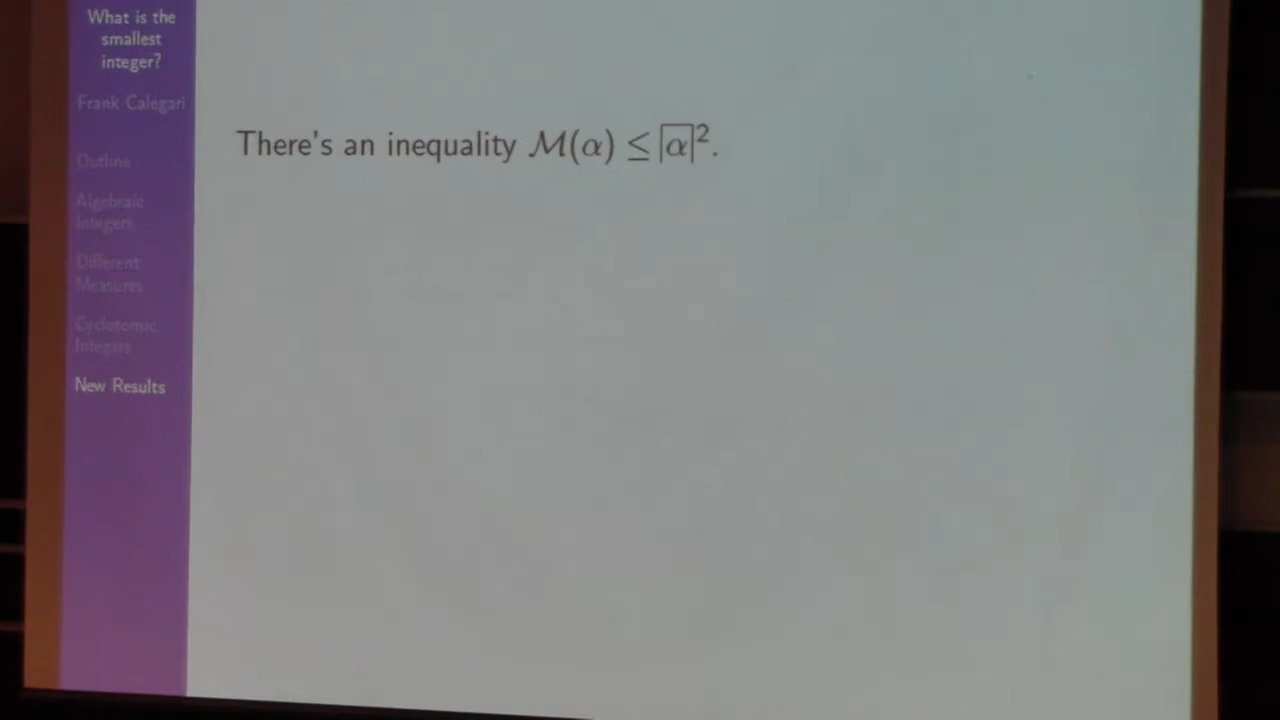 What is the
smallest
integer?
Frank Calegari
Outline
Algebraic
Integers
Different
Measures
Cyclotomic
Integers
New Results
There's an inequality ℳ(α) ≤ |α̅|².